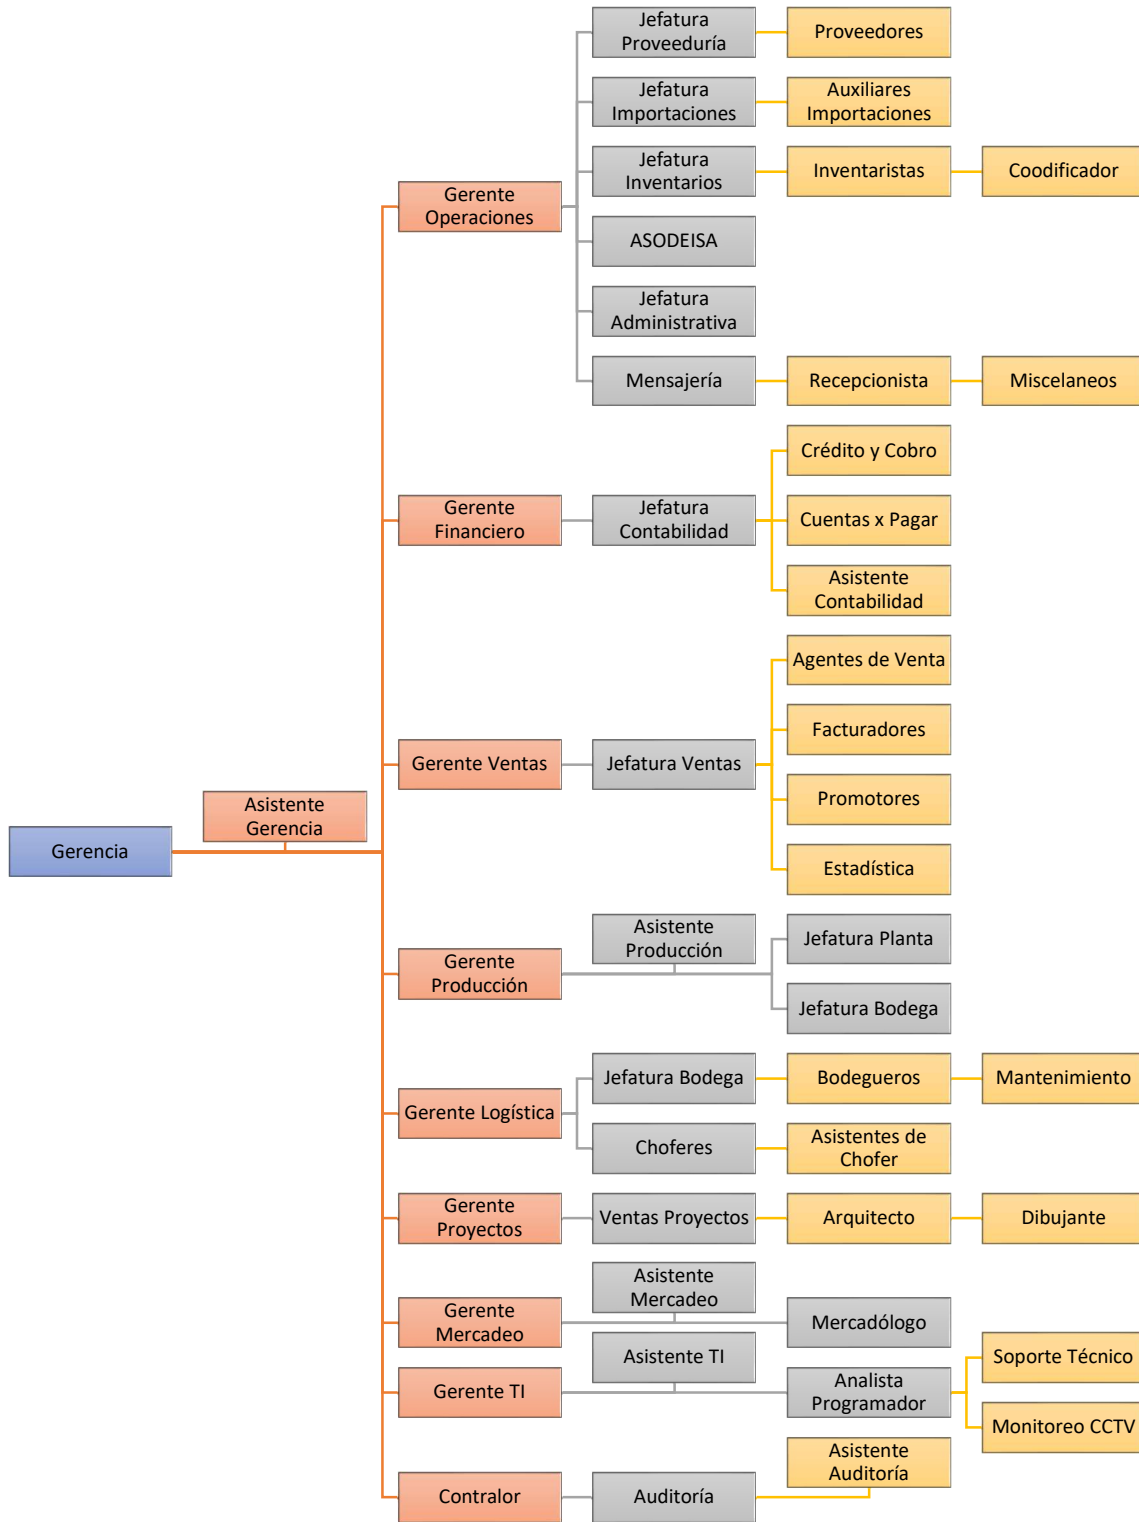 Jefatura
Proveeduría
Proveedores
Jefatura
Importaciones
Auxiliares
Importaciones
Jefatura
Inventarios
Inventaristas
Coodificador
Gerente
Operaciones
ASODEISA
Jefatura
Administrativa
Mensajería
Recepcionista
Miscelaneos
Crédito y Cobro
Gerente
Financiero
Jefatura
Contabilidad
Cuentas x Pagar
Asistente
Contabilidad
Agentes de Venta
Facturadores
Gerente Ventas
Jefatura Ventas
Promotores
Estadística
Asistente
Gerencia
Gerencia
Asistente
Producción
Jefatura Planta
Gerente
Producción
Jefatura Bodega
Jefatura Bodega
Bodegueros
Mantenimiento
Gerente Logística
Choferes
Asistentes de
Chofer
Gerente
Proyectos
Ventas Proyectos
Arquitecto
Dibujante
Asistente
Mercadeo
Gerente
Mercadeo
Mercadólogo
Asistente TI
Soporte Técnico
Gerente TI
Analista
Programador
Monitoreo CCTV
Asistente
Auditoría
Contralor
Auditoría